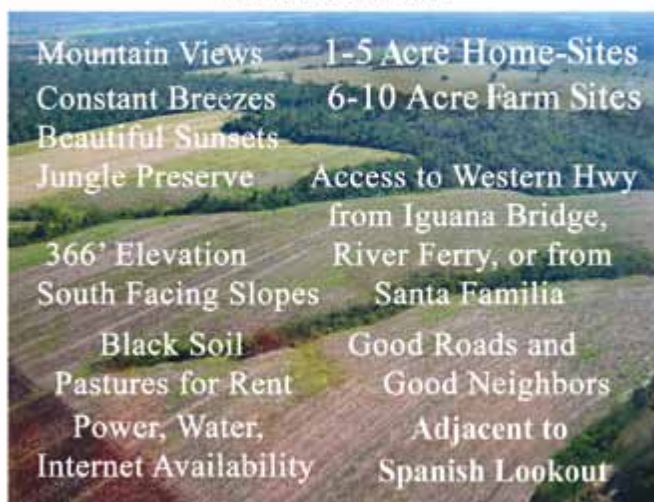 Mountain Views
Constant Breezes
Beautiful Sunsets
Jungle Preserve
366' Elevation
South Facing Slopes
Black Soil
Pastures for Rent
Power, Water,
Internet Availability
1-5 Acre Home-Sites
6-10 Acre Farm Sites
Access to Western Hwy
from Iguana Bridge,
River Ferry, or from
Santa Familia
Good Roads and
Good Neighbors
Adjacent to
Spanish Lookout